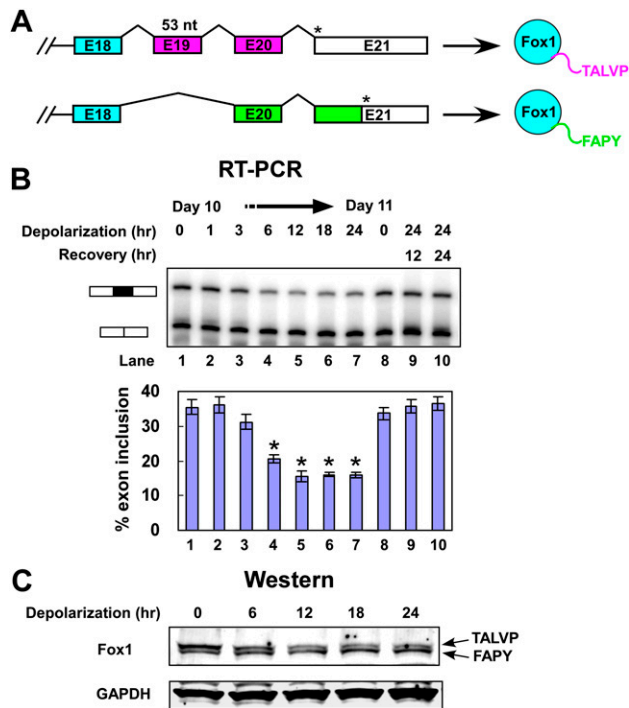 A
53 nt
E18 E19 E20 * E21 Fox1
TALVP
E18 E20 * E21 Fox1
FAPY
B RT-PCR
Day 10 Day 11
Depolarization (hr) 0 1 3 6 12 18 24 0 24 24
Recovery (hr) 12 24
Lane 1 2 3 4 5 6 7 8 9 10
% exon inclusion
40
30
20
10
0
* * * *
1 2 3 4 5 6 7 8 9 10
C Western
Depolarization (hr) 0 6 12 18 24
Fox1
TALVP
FAPY
GAPDH